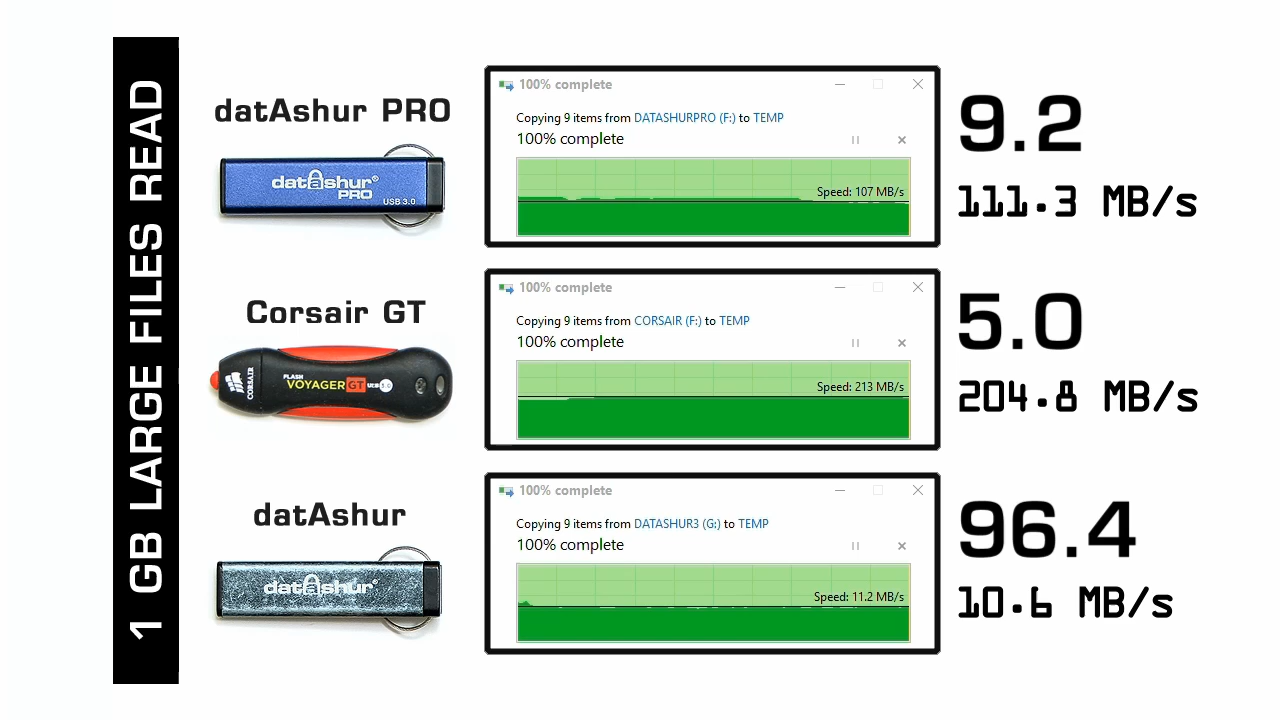 1 GB LARGE FILES READ
datAshur PRO
datAshur®
PRO
USB 3.0
100% complete
Copying 9 items from DATASHURPRO (F:) to TEMP
100% complete
Speed: 107 MB/s
9.2
111.3 MB/s
Corsair GT
CORSAIR
FLASH
VOYAGER GT USB 3.0
100% complete
Copying 9 items from CORSAIR (F:) to TEMP
100% complete
Speed: 213 MB/s
5.0
204.8 MB/s
datAshur
datAshur®
100% complete
Copying 9 items from DATASHUR3 (G:) to TEMP
100% complete
Speed: 11.2 MB/s
96.4
10.6 MB/s